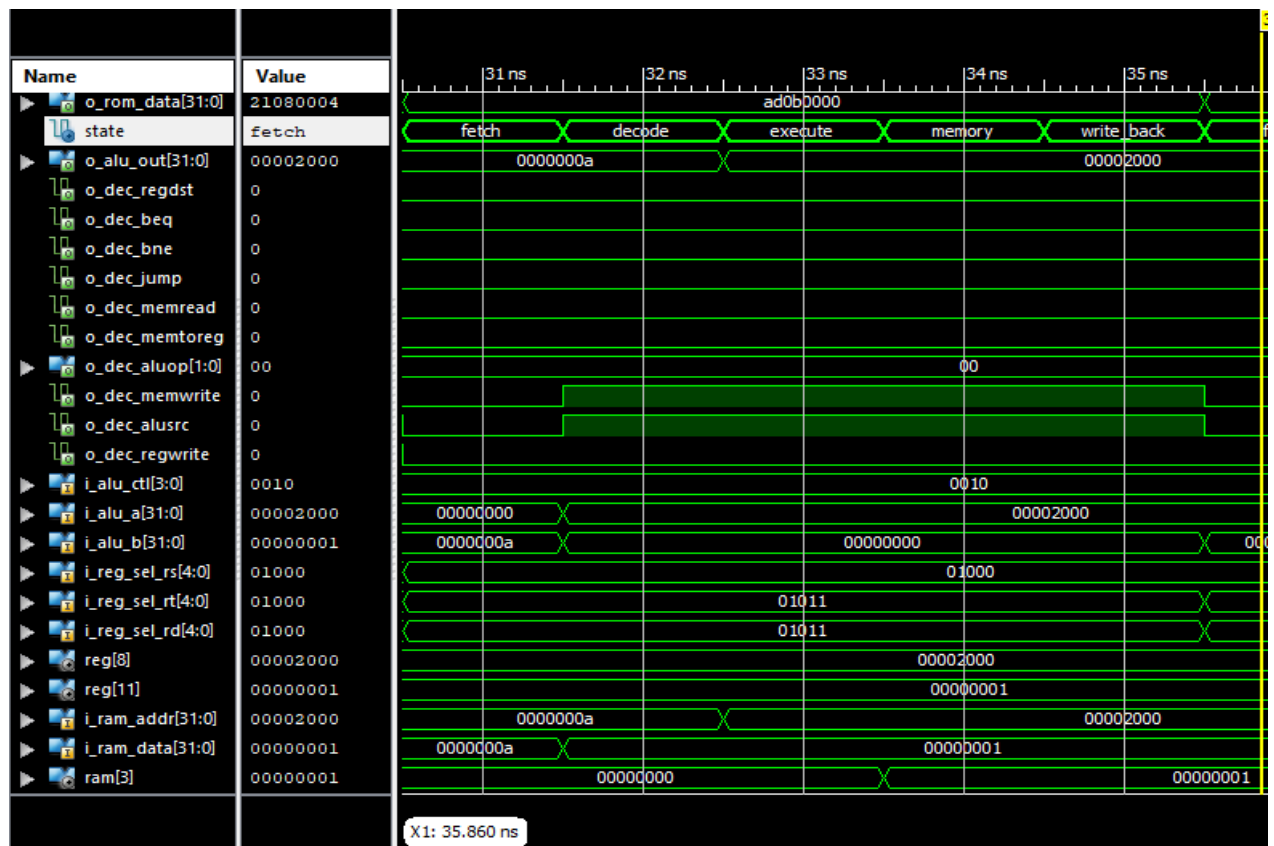 3
Name Value 31 ns 32 ns 33 ns 34 ns 35 ns
o_rom_data[31:0] 21080004 ad0b0000
state fetch fetch decode execute memory write_back f
o_alu_out[31:0] 00002000 0000000a 00002000
o_dec_regdst 0
o_dec_beq 0
o_dec_bne 0
o_dec_jump 0
o_dec_memread 0
o_dec_memtoreg 0
o_dec_aluop[1:0] 00 00
o_dec_memwrite 0
o_dec_alusrc 0
o_dec_regwrite 0
i_alu_ctl[3:0] 0010 0010
i_alu_a[31:0] 00002000 00000000 00002000
i_alu_b[31:0] 00000001 0000000a 00000000 000
i_reg_sel_rs[4:0] 01000 01000
i_reg_sel_rt[4:0] 01000 01011
i_reg_sel_rd[4:0] 01000 01011
reg[8] 00002000 00002000
reg[11] 00000001 00000001
i_ram_addr[31:0] 00002000 0000000a 00002000
i_ram_data[31:0] 00000001 0000000a 00000001
ram[3] 00000001 00000000 00000001
X1: 35.860 ns